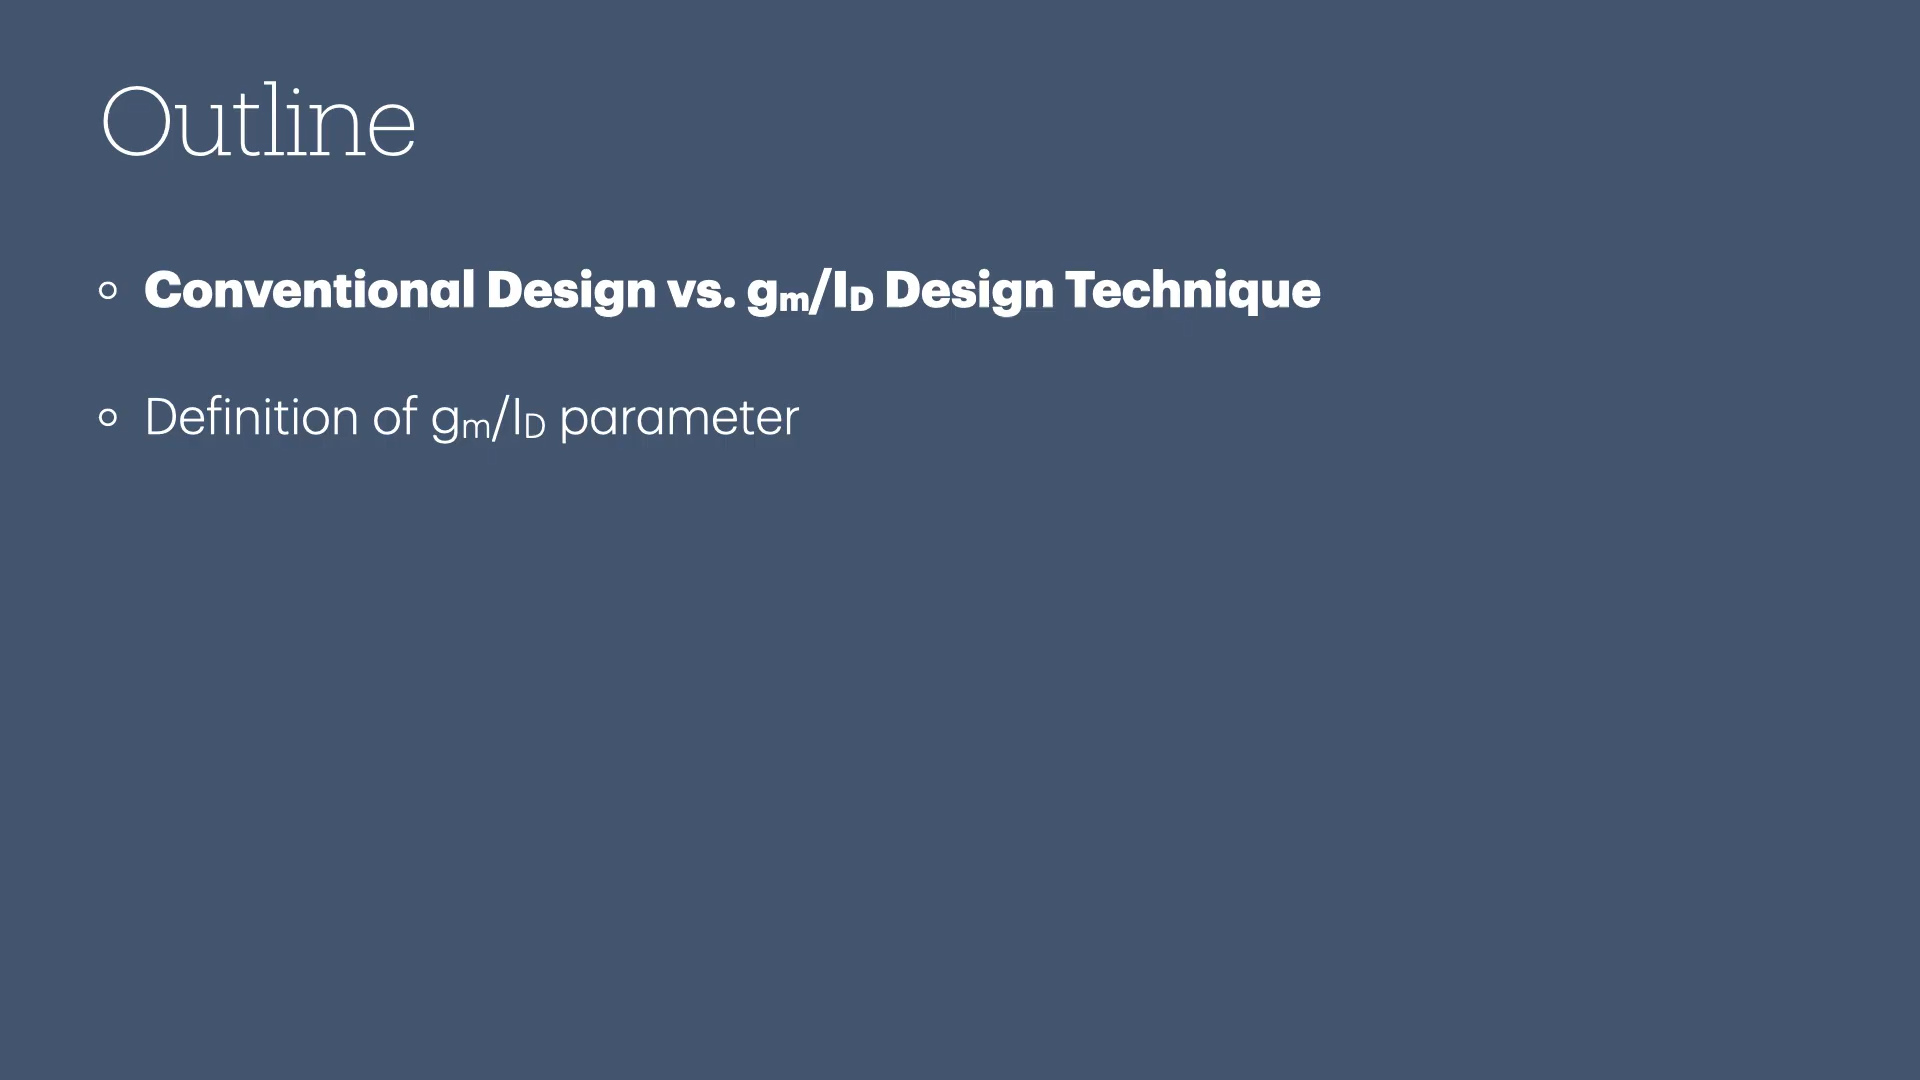 Outline
Conventional Design vs. gm/ID Design Technique
Definition of gm/ID parameter